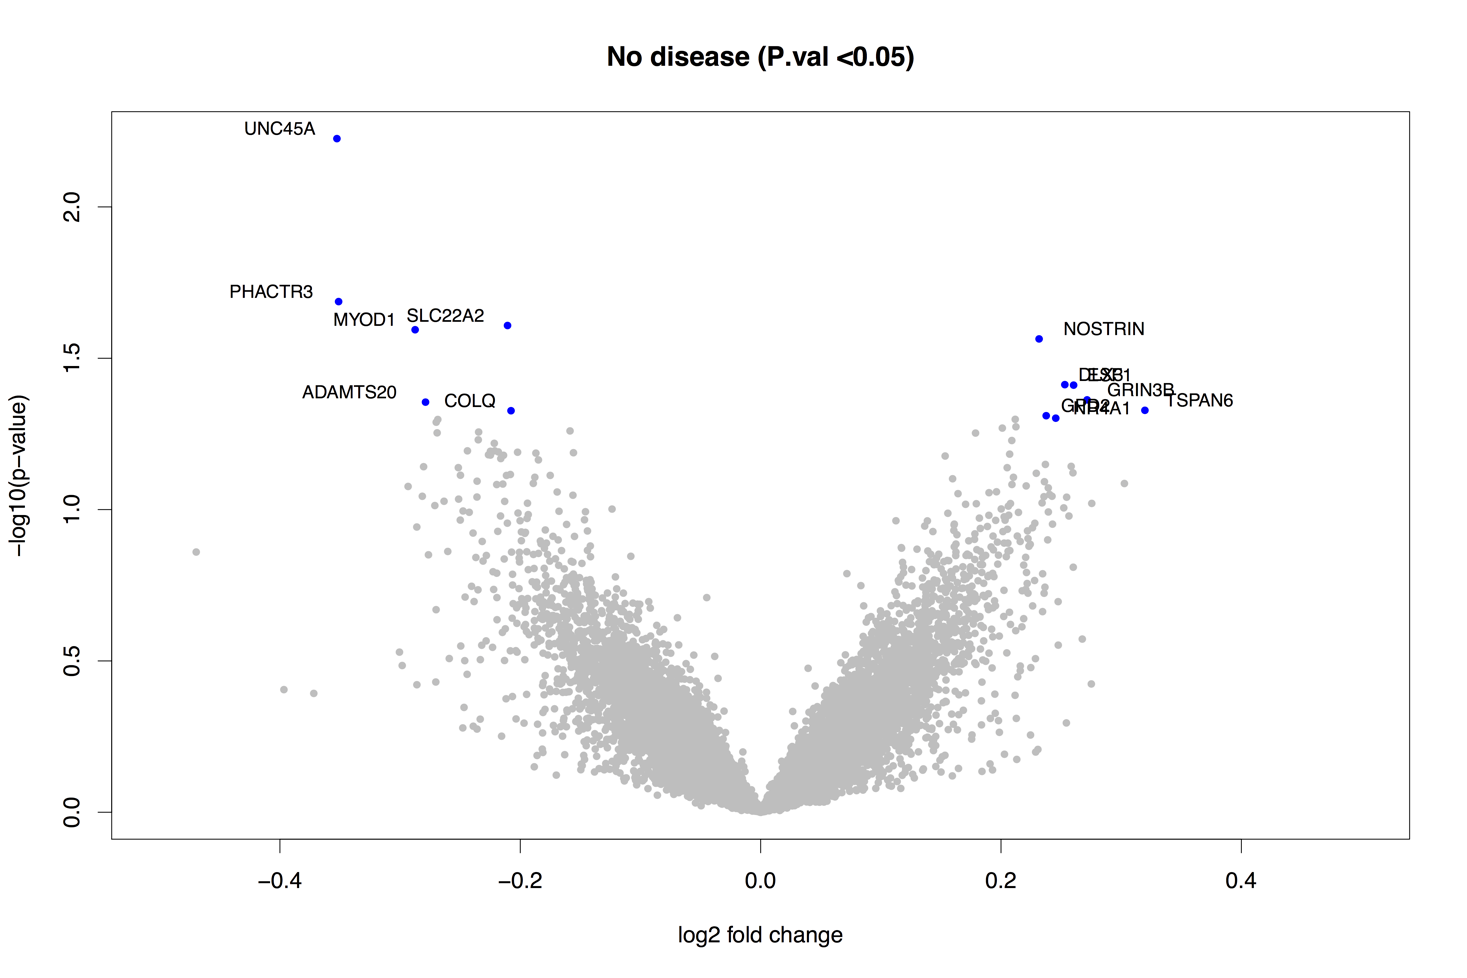 No disease (P.val <0.05)
UNC45A
PHACTR3
MYOD1
SLC22A2
NOSTRIN
ADAMTS20
COLQ
GRIN3B
TSPAN6
−log10(p−value)
2.0
1.5
1.0
0.5
0.0
−0.4
−0.2
0.0
0.2
0.4
log2 fold change